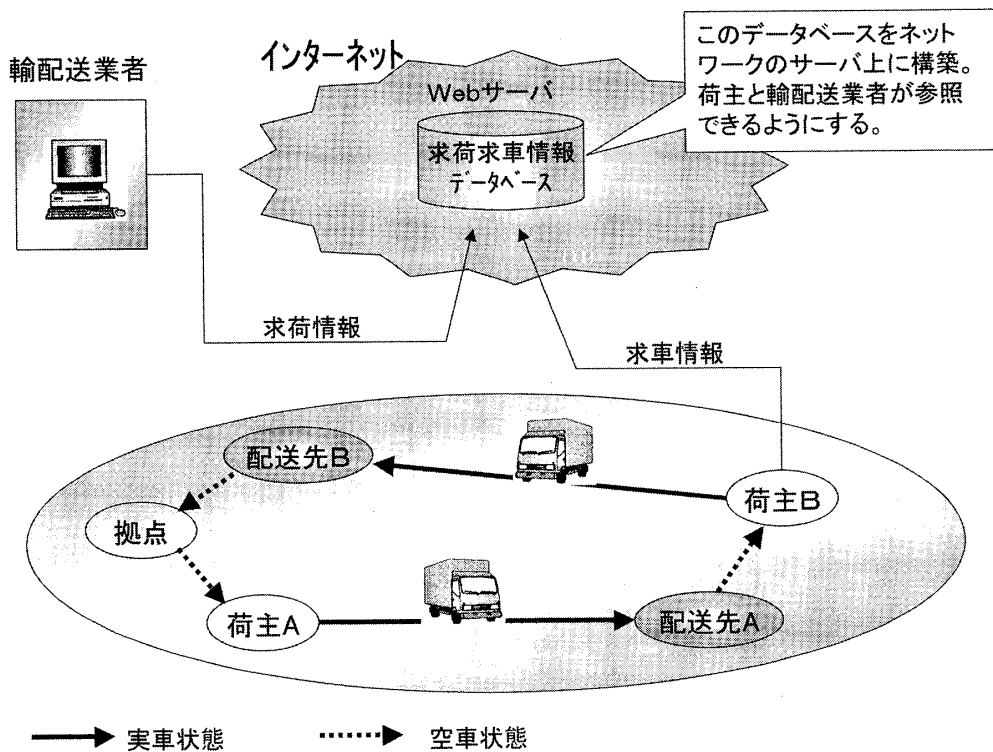 輸配送業者
インターネット
このデータベースをネット
ワークのサーバ上に構築。
荷主と輸配送業者が参照
できるようにする。
Webサーバ
求荷求車情報
データベース
求荷情報
求車情報
配送先B
荷主B
拠点
荷主A
配送先A
実車状態
空車状態